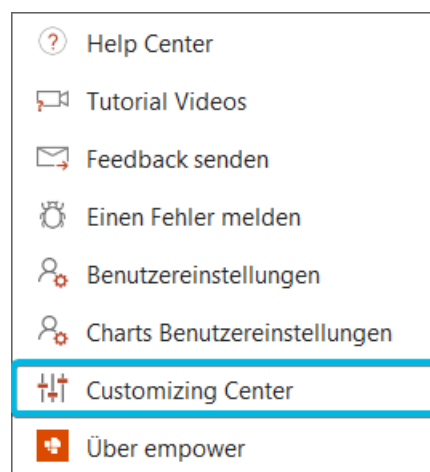 Help Center
Tutorial Videos
Feedback senden
Einen Fehler melden
Benutzereinstellungen
Charts Benutzereinstellungen
Customizing Center
Über empower